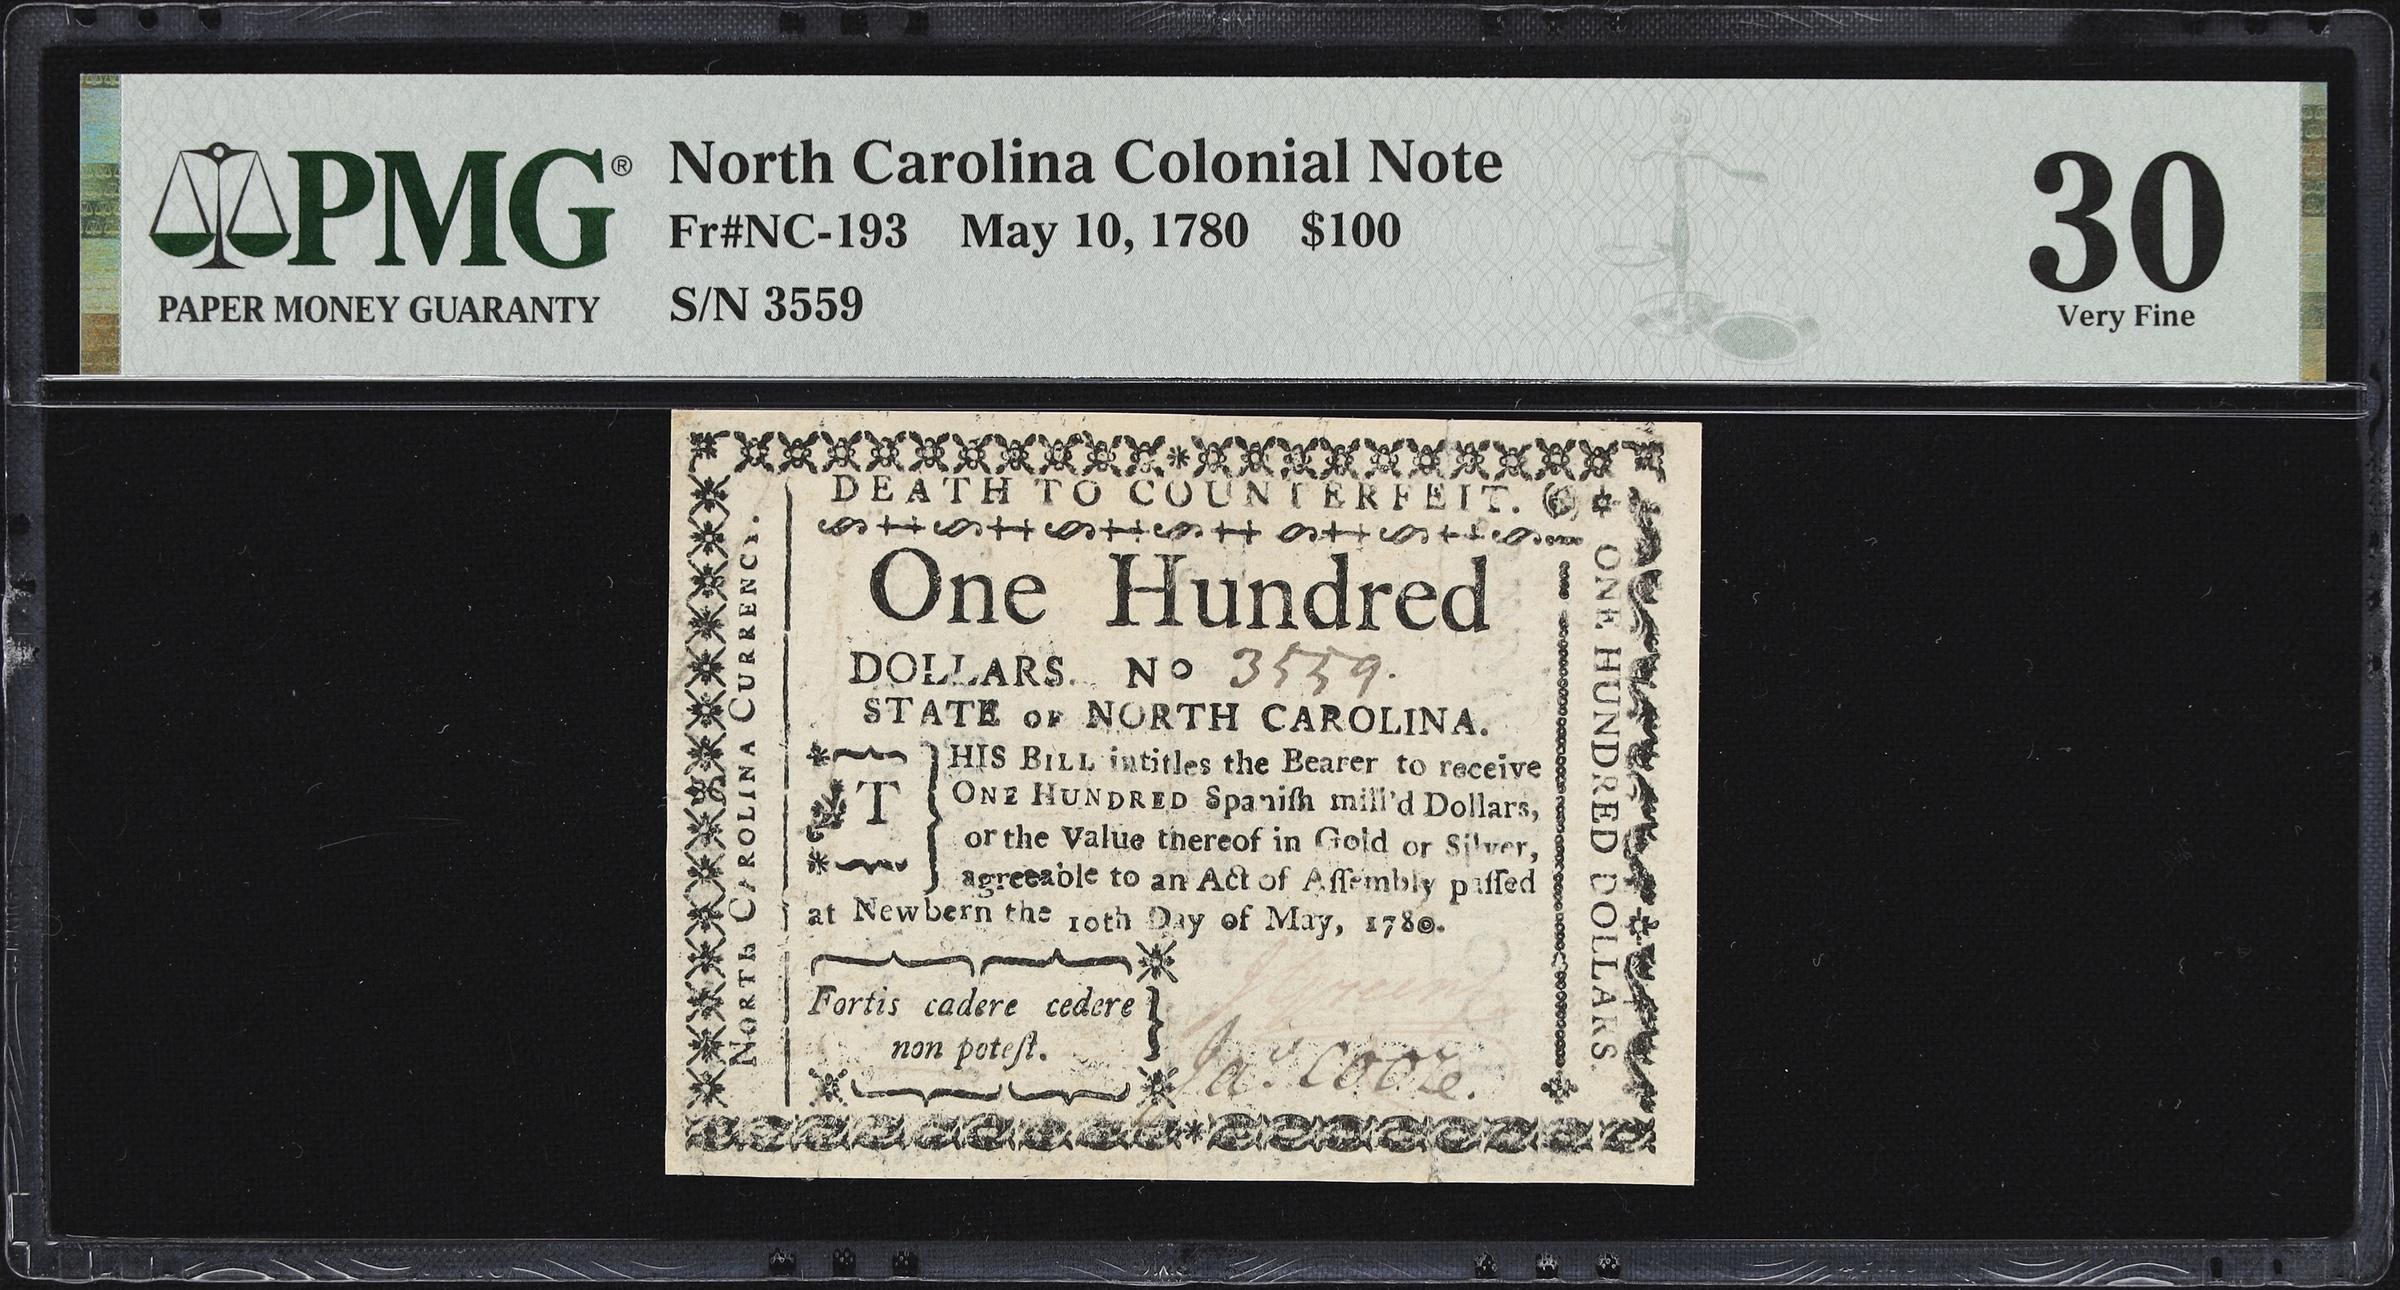 PMG®
PAPER MONEY GUARANTY
North Carolina Colonial Note
Fr#NC-193 May 10, 1780 $100
S/N 3559
30
Very Fine
DEATH TO COUNTERFEIT.
One Hundred
DOLLARS. No 3559.
STATE OF NORTH CAROLINA.
THIS BILL intitles the Bearer to receive
ONE HUNDRED Spaniſh mill'd Dollars,
or the Value thereof in Gold or Silver,
agreeable to an Act of Aſſembly paſſed
at Newbern the 10th Day of May, 1780.
Fortis cadere cedere
non poteſt.
Jas. Coore.
NORTH CAROLINA CURRENCY.
ONE HUNDRED DOLLARS.